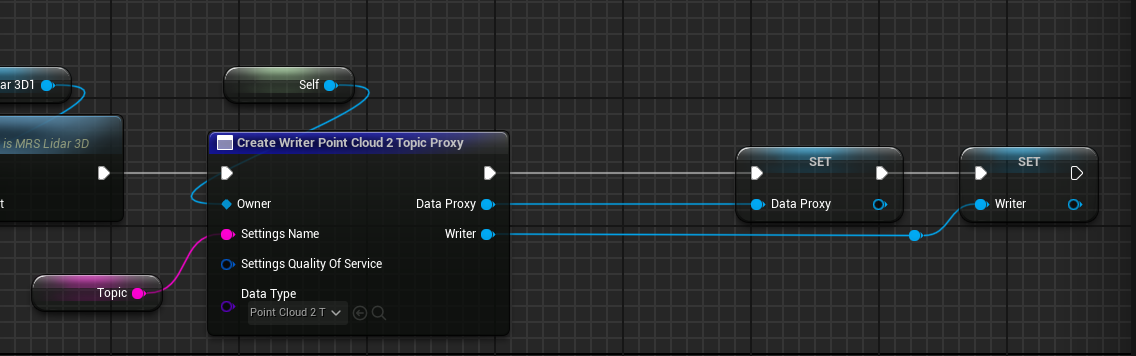 ar 3D1
Self
is MRS Lidar 3D
t
Create Writer Point Cloud 2 Topic Proxy
Owner
Data Proxy
Settings Name
Writer
Settings Quality Of Service
Data Type
Point Cloud 2 T
Topic
SET
Data Proxy
SET
Writer